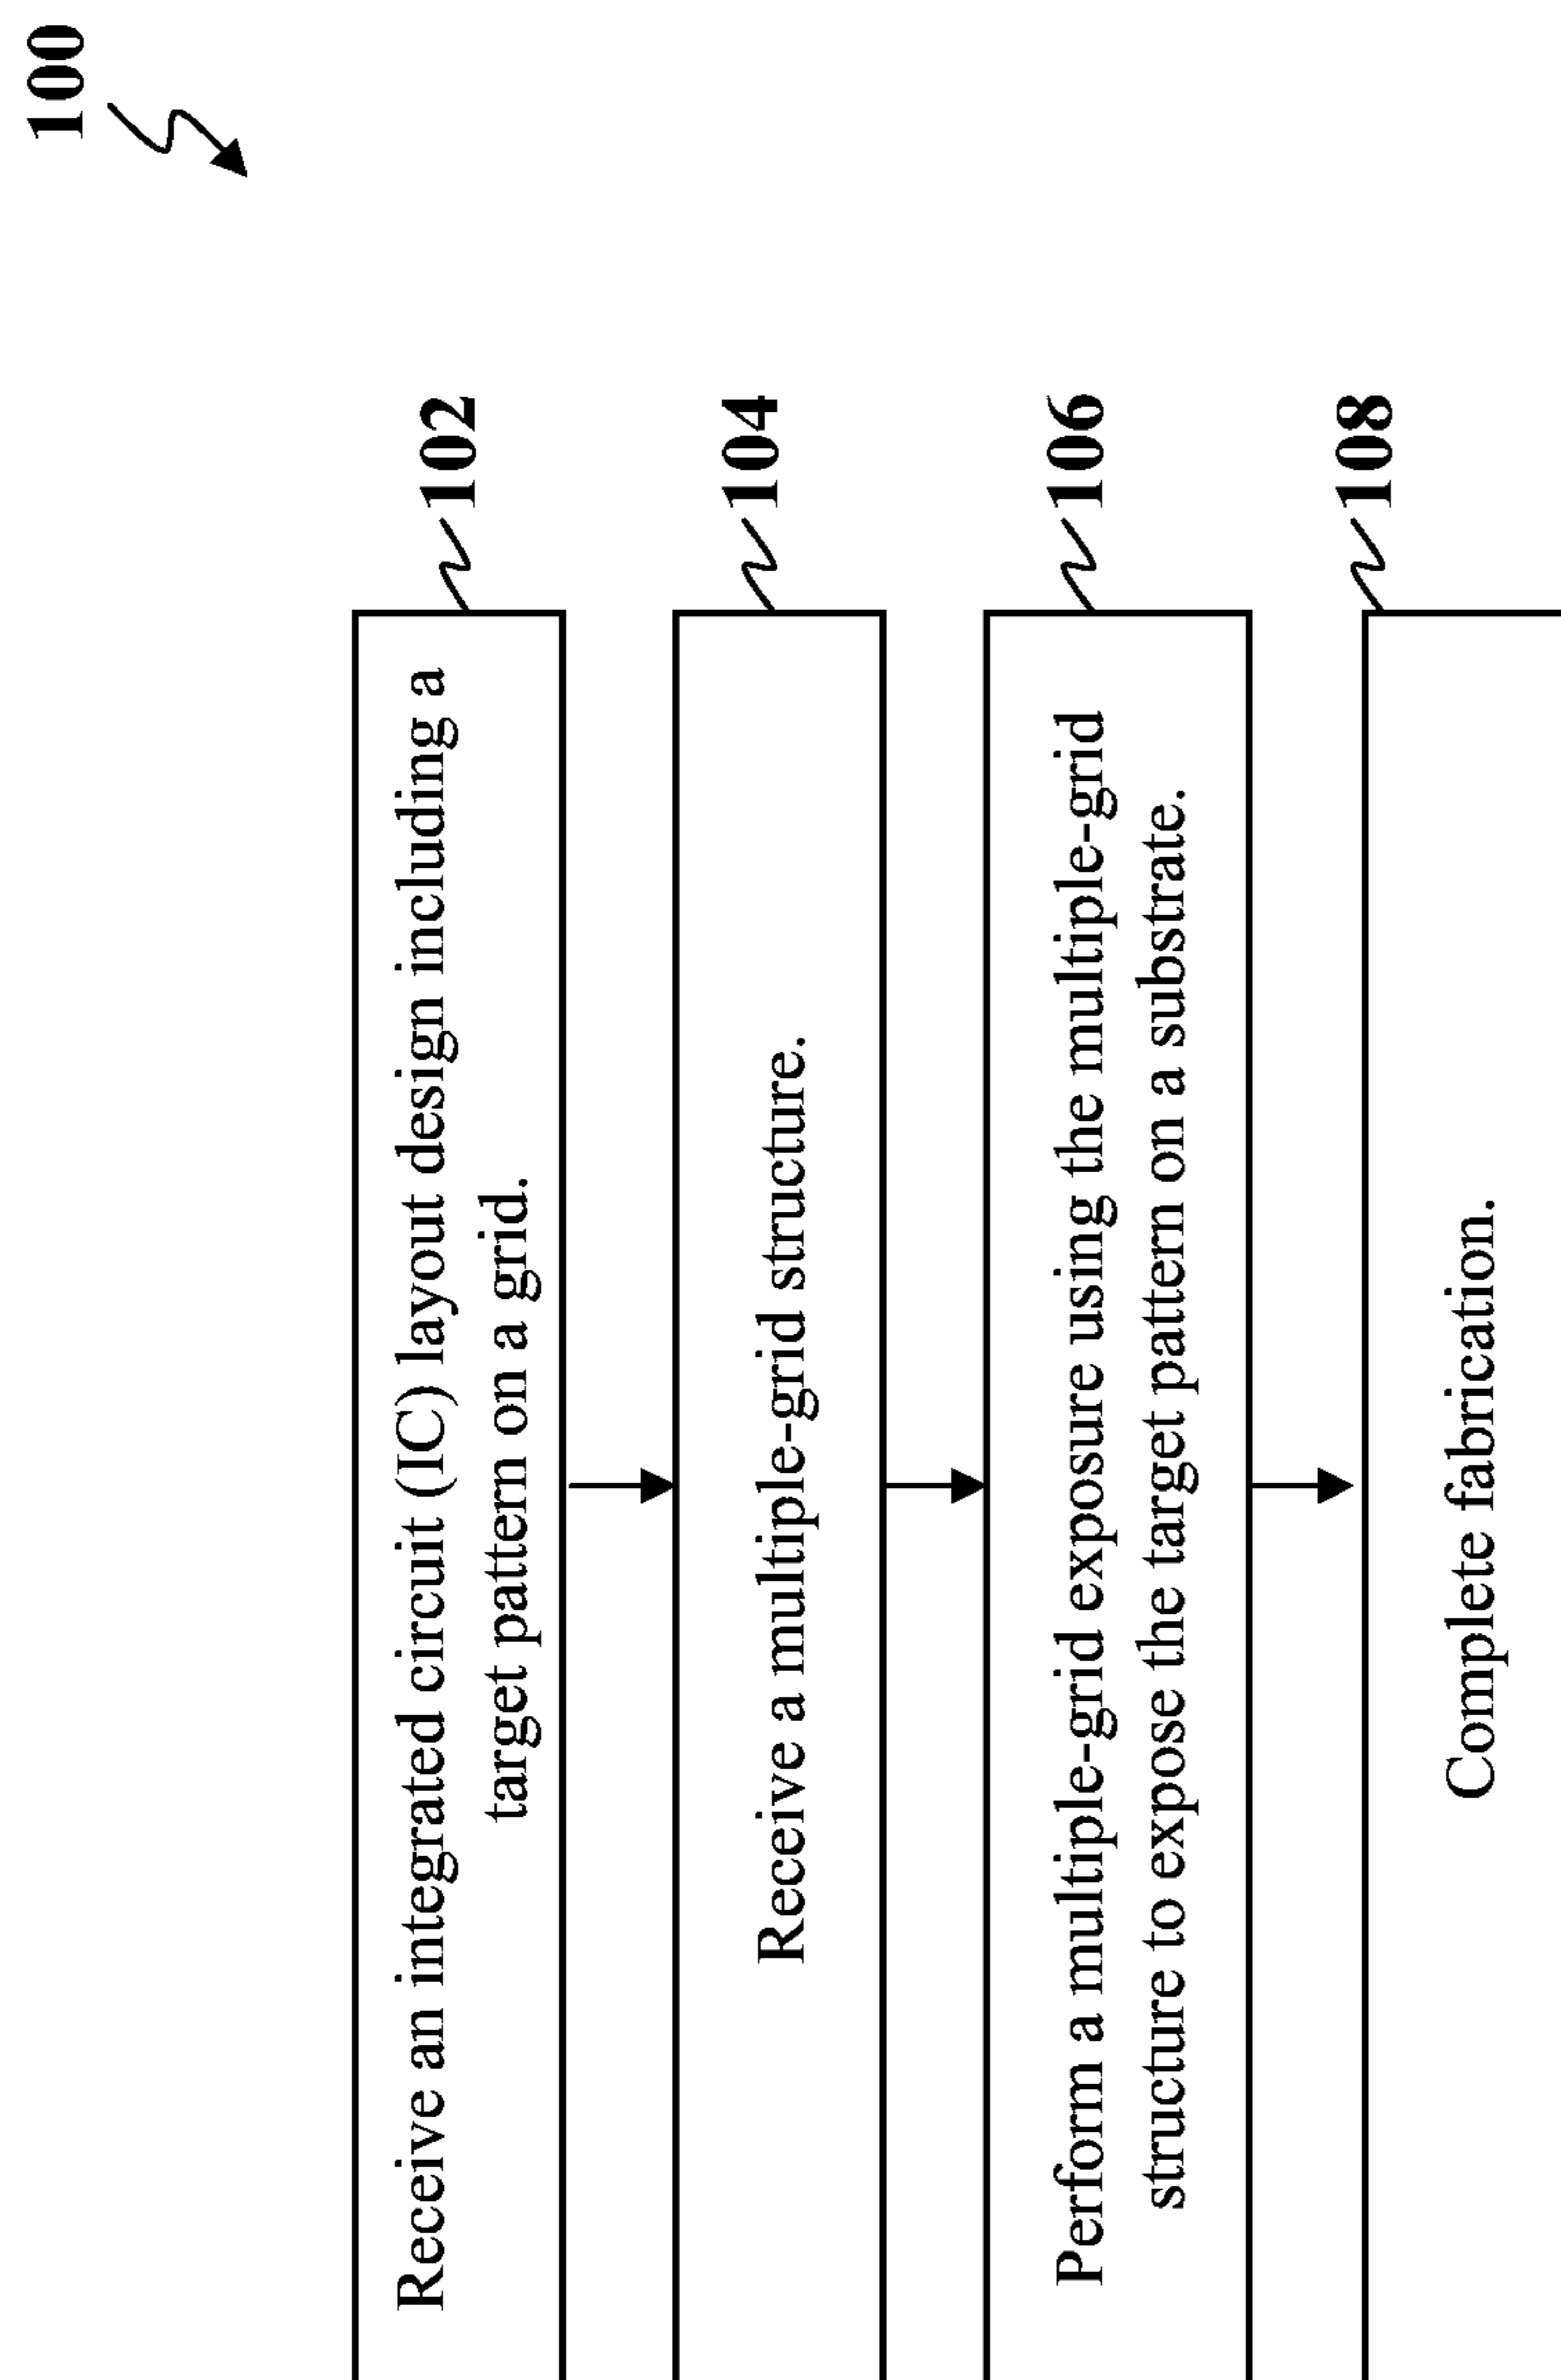 100
Receive an integrated circuit (IC) layout design including a
target pattern on a grid.
102
Receive a multiple-grid structure.
104
Perform a multiple-grid exposure using the multiple-grid
structure to expose the target pattern on a substrate.
106
Complete fabrication.
108